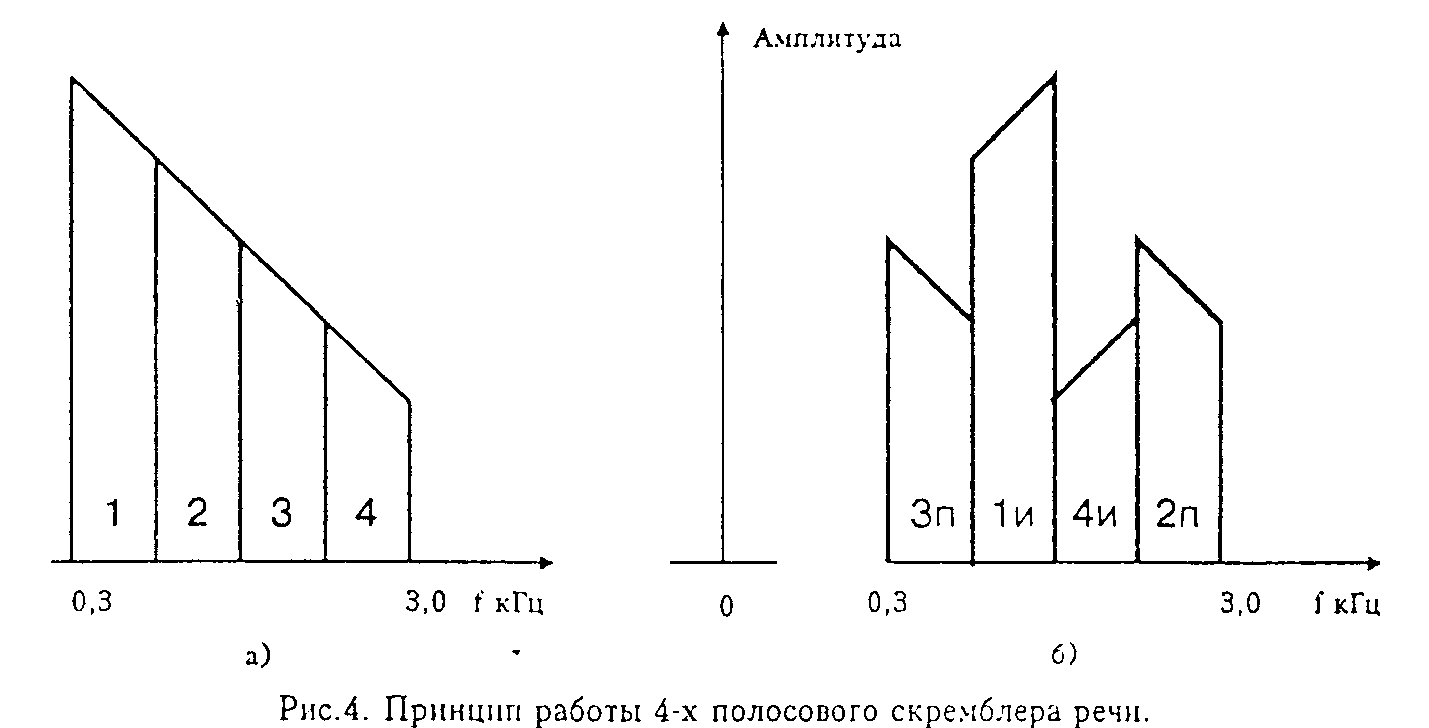 Амплитуда
1 2 3 4
3п 1и 4и 2п
0,3 3,0 f кГц
0 0,3 3,0 f кГц
а) б)
Рис.4. Принцип работы 4-х полосового скремблера речи.